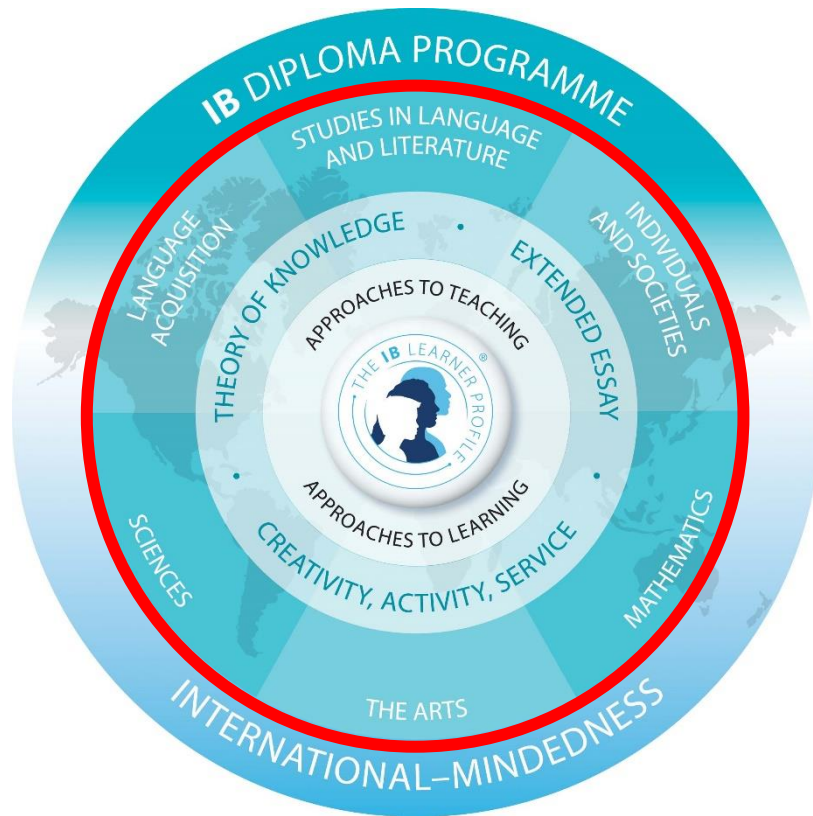 IB DIPLOMA PROGRAMME
STUDIES IN LANGUAGE
AND LITERATURE
LANGUAGE
ACQUISITION
INDIVIDUALS
AND SOCIETIES
THEORY OF KNOWLEDGE
·
EXTENDED ESSAY
APPROACHES TO TEACHING
THE IB LEARNER PROFILE
®
APPROACHES TO LEARNING
·
CREATIVITY, ACTIVITY, SERVICE
·
SCIENCES
MATHEMATICS
THE ARTS
INTERNATIONAL–MINDEDNESS